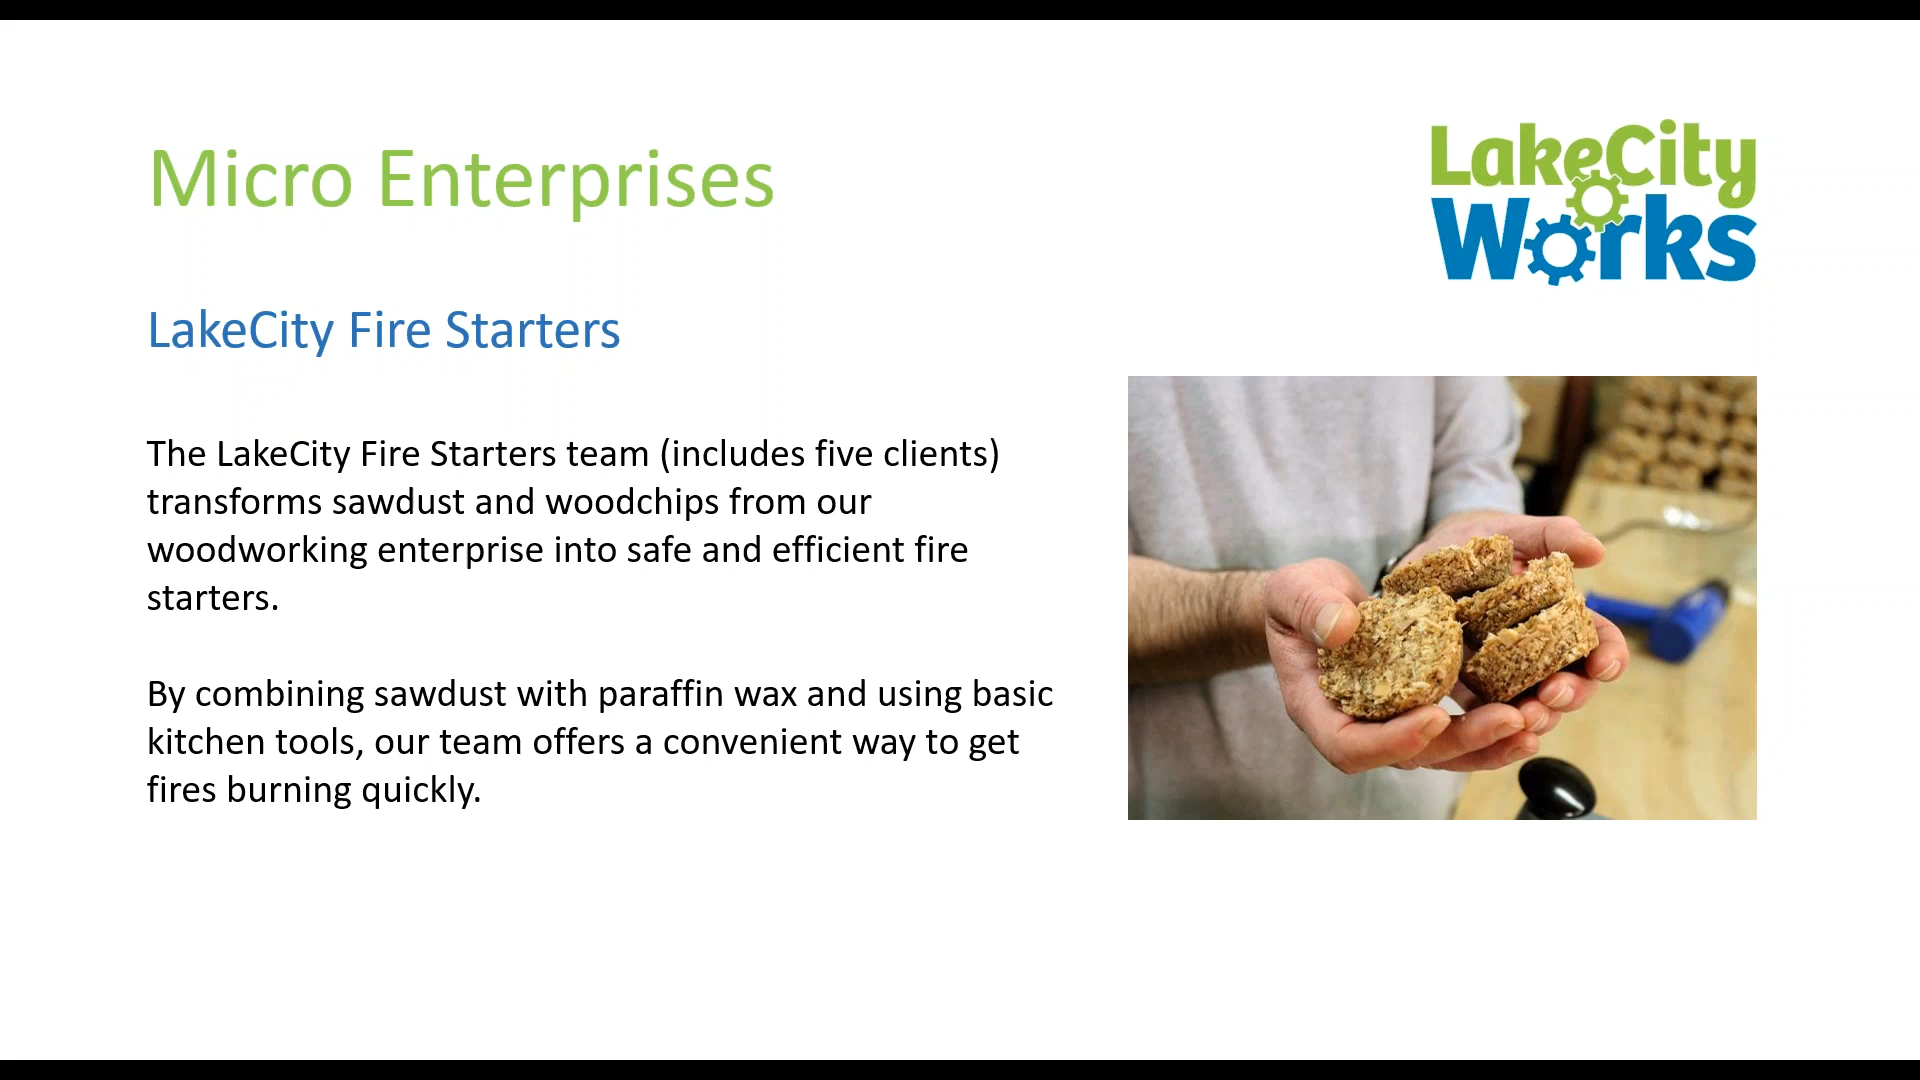 Micro Enterprises
LakeCity
Works
LakeCity Fire Starters
The LakeCity Fire Starters team (includes five clients)
transforms sawdust and woodchips from our
woodworking enterprise into safe and efficient fire
starters.
By combining sawdust with paraffin wax and using basic
kitchen tools, our team offers a convenient way to get
fires burning quickly.